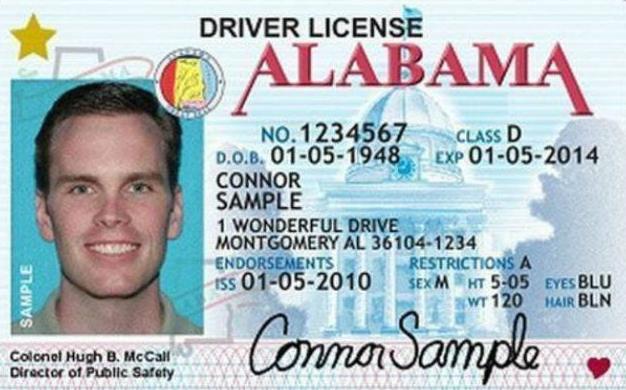 DRIVER LICENSE
ALABAMA
NO. 1234567 CLASS D
D.O.B. 01-05-1948 EXP 01-05-2014
CONNOR
SAMPLE
1 WONDERFUL DRIVE
MONTGOMERY AL 36104-1234
ENDORSEMENTS RESTRICTIONS A
ISS 01-05-2010 SEX M HT 5-05 EYES BLU
WT 120 HAIR BLN
SAMPLE
Connor Sample
Colonel Hugh B. McCall
Director of Public Safety